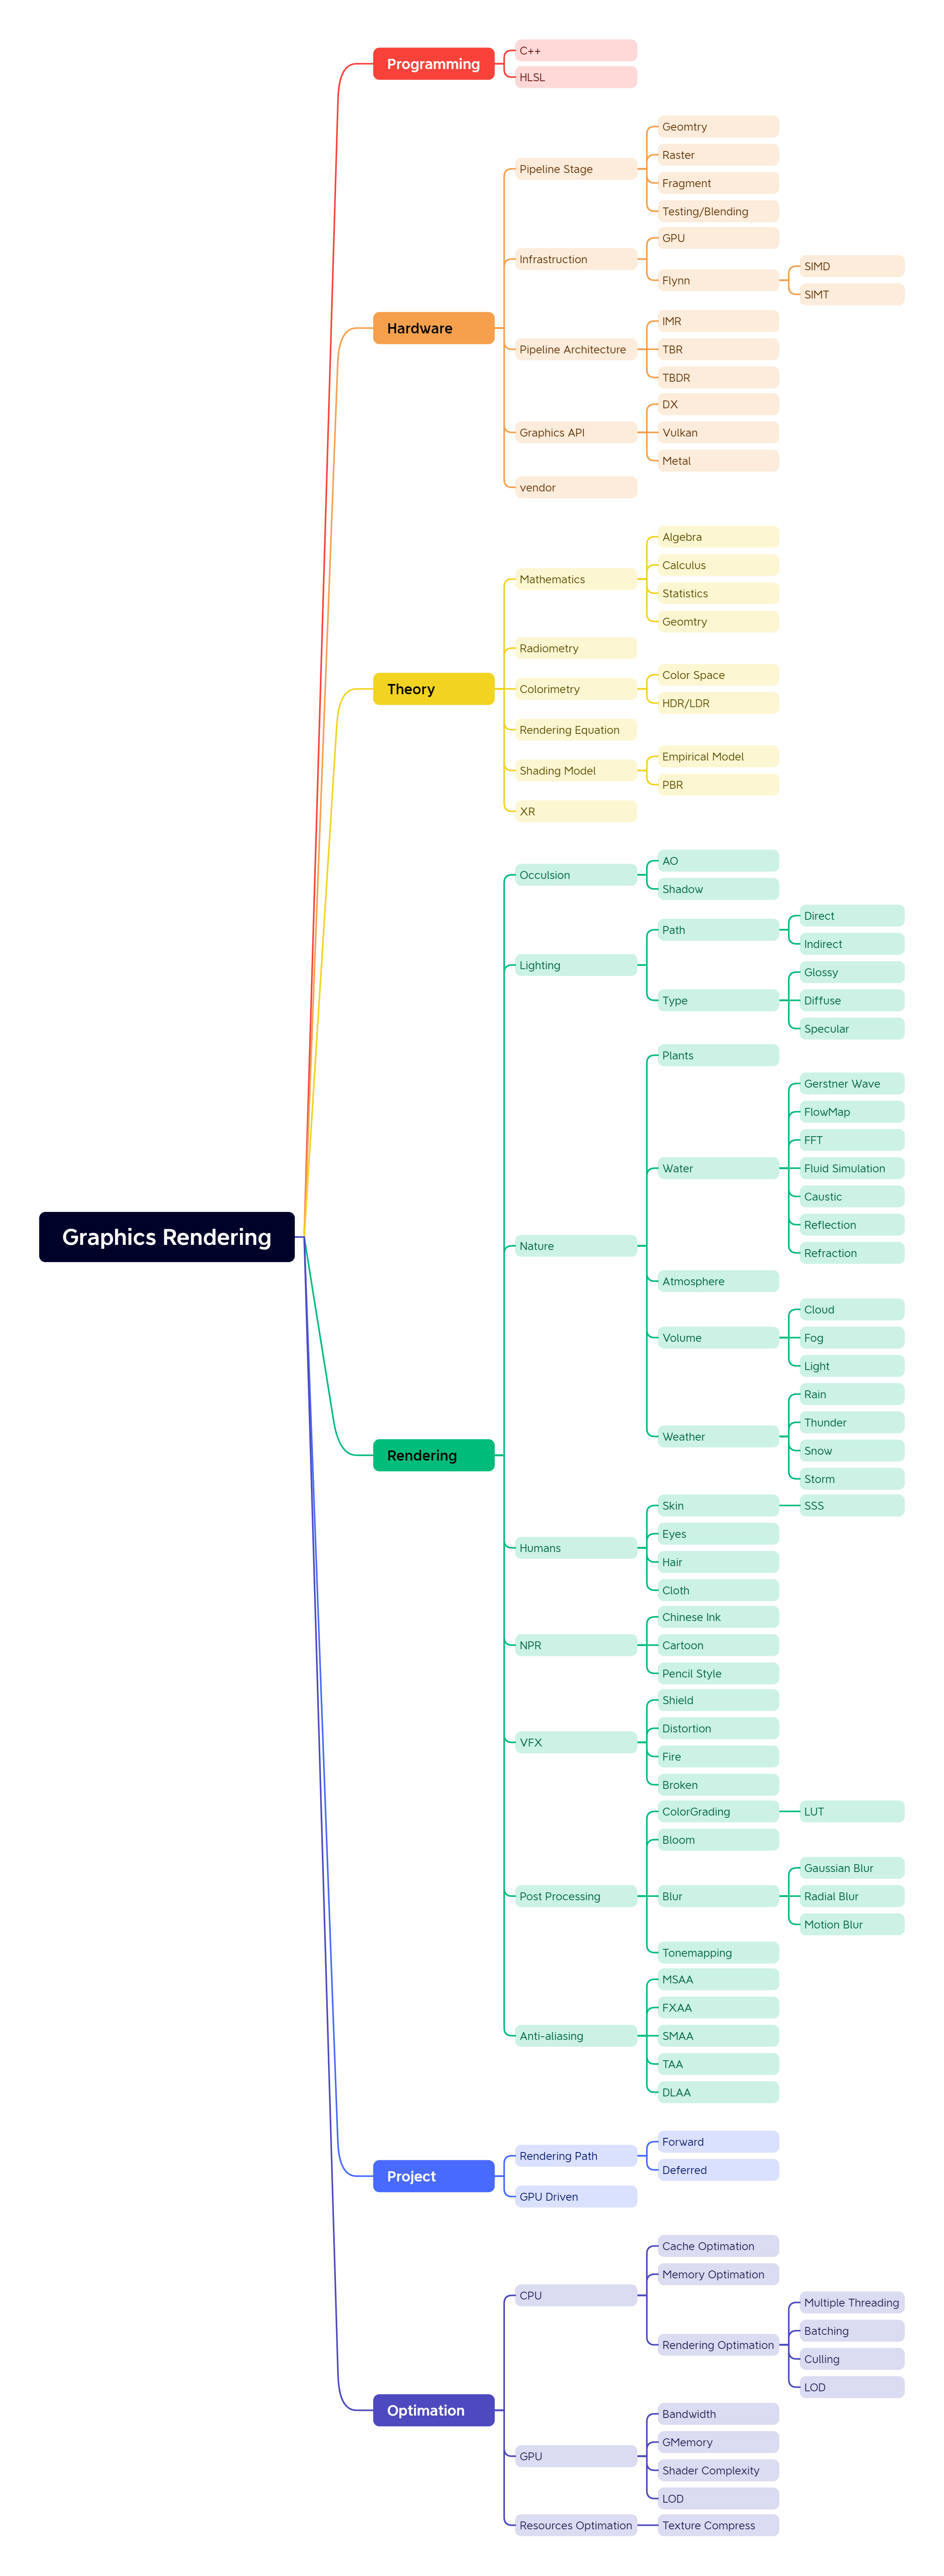 Programming
C++
HLSL
Hardware
Pipeline Stage
Geomtry
Raster
Fragment
Testing/Blending
Infrastruction
GPU
Flynn
SIMD
SIMT
Pipeline Architecture
IMR
TBR
TBDR
Graphics API
DX
Vulkan
Metal
vendor
Theory
Mathematics
Algebra
Calculus
Statistics
Geomtry
Radiometry
Colorimetry
Color Space
HDR/LDR
Rendering Equation
Shading Model
Empirical Model
PBR
XR
Graphics Rendering
Rendering
Occulsion
AO
Shadow
Lighting
Path
Direct
Indirect
Type
Glossy
Diffuse
Specular
Nature
Plants
Water
Gerstner Wave
FlowMap
FFT
Fluid Simulation
Caustic
Reflection
Refraction
Atmosphere
Volume
Cloud
Fog
Light
Weather
Rain
Thunder
Snow
Storm
Humans
Skin
SSS
Eyes
Hair
Cloth
NPR
Chinese Ink
Cartoon
Pencil Style
VFX
Shield
Distortion
Fire
Broken
Post Processing
ColorGrading
LUT
Bloom
Blur
Gaussian Blur
Radial Blur
Motion Blur
Tonemapping
Anti-aliasing
MSAA
FXAA
SMAA
TAA
DLAA
Project
Rendering Path
Forward
Deferred
GPU Driven
Optimation
CPU
Cache Optimation
Memory Optimation
Rendering Optimation
Multiple Threading
Batching
Culling
LOD
GPU
Bandwidth
GMemory
Shader Complexity
LOD
Resources Optimation
Texture Compress